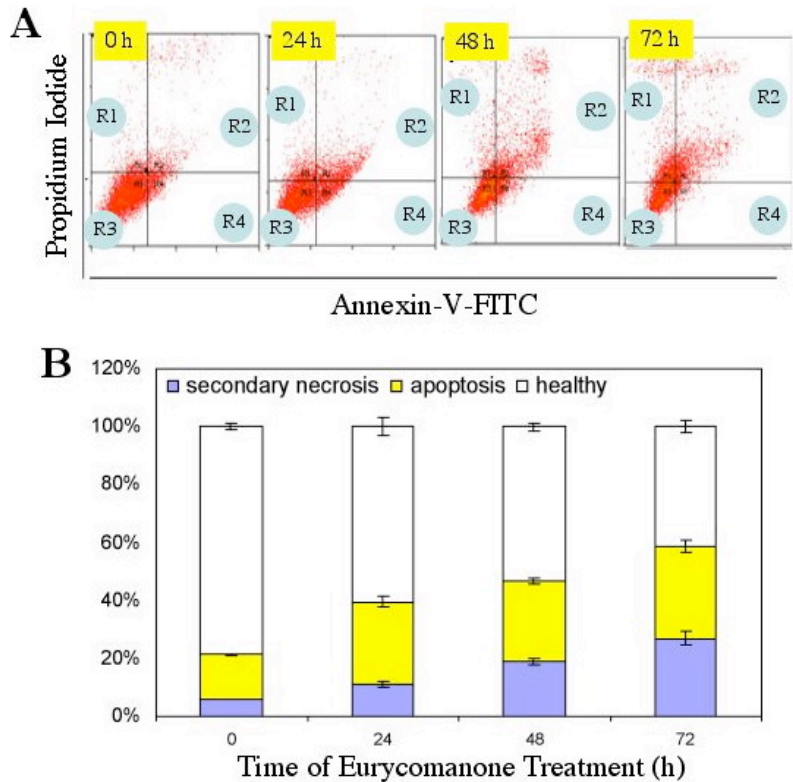 A
0 h
24 h
48 h
72 h
Propidium Iodide
R1
R2
R3
R4
R1
R2
R3
R4
R1
R2
R3
R4
R1
R2
R3
R4
Annexin-V-FITC
B
secondary necrosis apoptosis healthy
120%
100%
80%
60%
40%
20%
0%
0 24 48 72
Time of Eurycomanone Treatment (h)